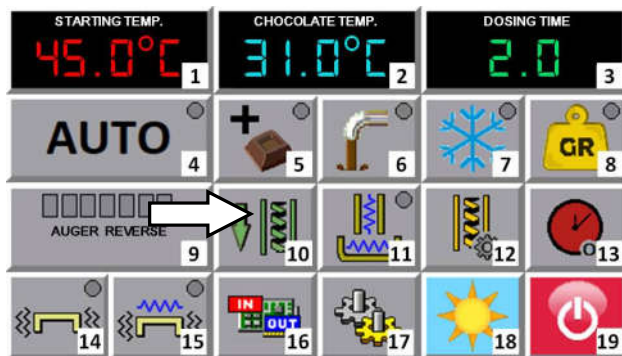 STARTING TEMP. CHOCOLATE TEMP. DOSING TIME
45.0°C 31.0°C 2.0
1 2 3
AUTO
GR
4 5 6 7 8
AUGER REVERSE
9 10 11 12 13
IN
OUT
14 15 16 17 18 19